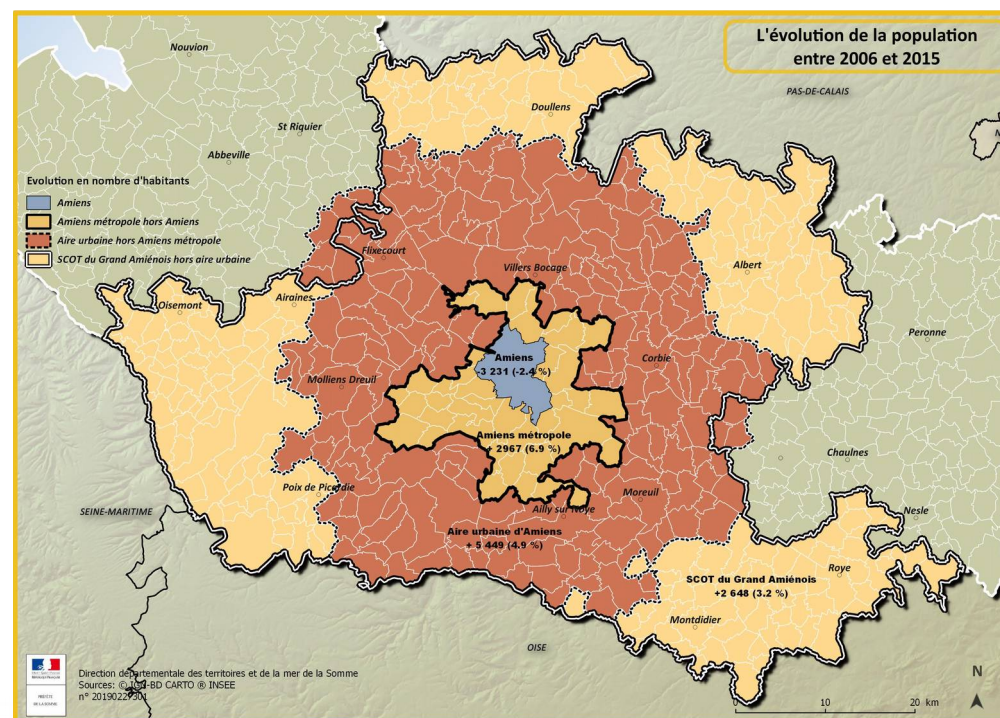 L'évolution de la population
entre 2006 et 2015
Nouvion
PAS-DE-CALAIS
Doullens
St Riquier
Abbeville
Evolution en nombre d'habitants
Amiens
Amiens métropole hors Amiens
Aire urbaine hors Amiens métropole
SCOT du Grand Amiénois hors aire urbaine
Flixecourt
Villers Bocage
Albert
Oisemont
Airaines
Peronne
Amiens
-3 231 (-2.4 %)
Corbie
Molliens Dreuil
Amiens métropole
+ 2967 (6.9 %)
Chaulnes
Poix de Picardie
Moreuil
SEINE-MARITIME
Ailly sur Noye
Nesle
Aire urbaine d'Amiens
+ 5 449 (4.9 %)
SCOT du Grand Amiénois
+2 648 (3.2 %)
Roye
Montdidier
OISE
N
Direction départementale des territoires et de la mer de la Somme
Sources: © IGN-BD CARTO ® INSEE
0 10 20 km